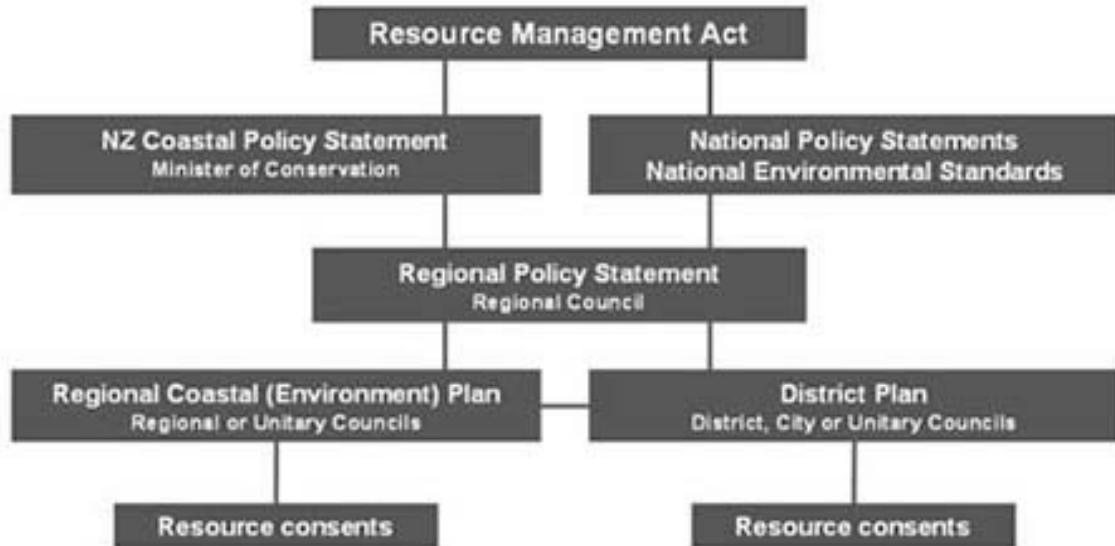 Resource Management Act
NZ Coastal Policy Statement
Minister of Conservation
National Policy Statements
National Environmental Standards
Regional Policy Statement
Regional Council
Regional Coastal (Environment) Plan
Regional or Unitary Councils
District Plan
District, City or Unitary Councils
Resource consents
Resource consents